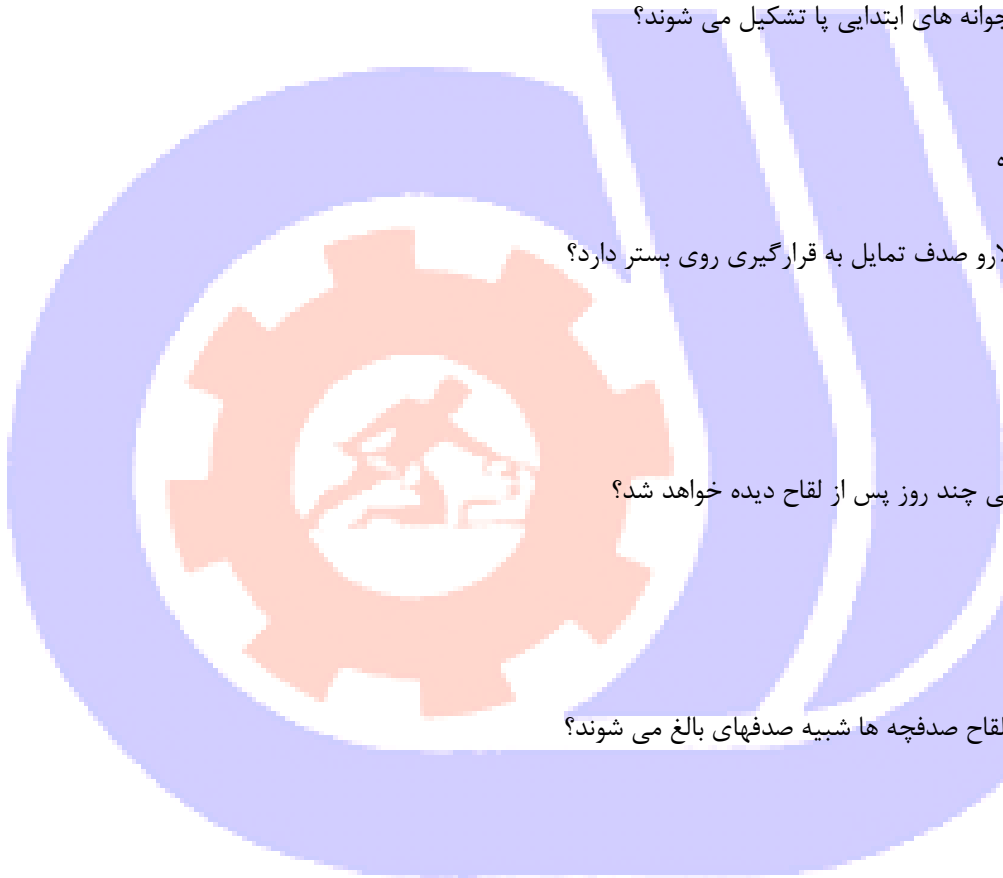 جوانه های ابتدایی پا تشکیل می شوند؟
ه
لارو صدف تمایل به قرارگیری روی بستر دارد؟
ی چند روز پس از لقاح دیده خواهد شد؟
لقاح صدفچه ها شبیه صدفهای بالغ می شوند؟